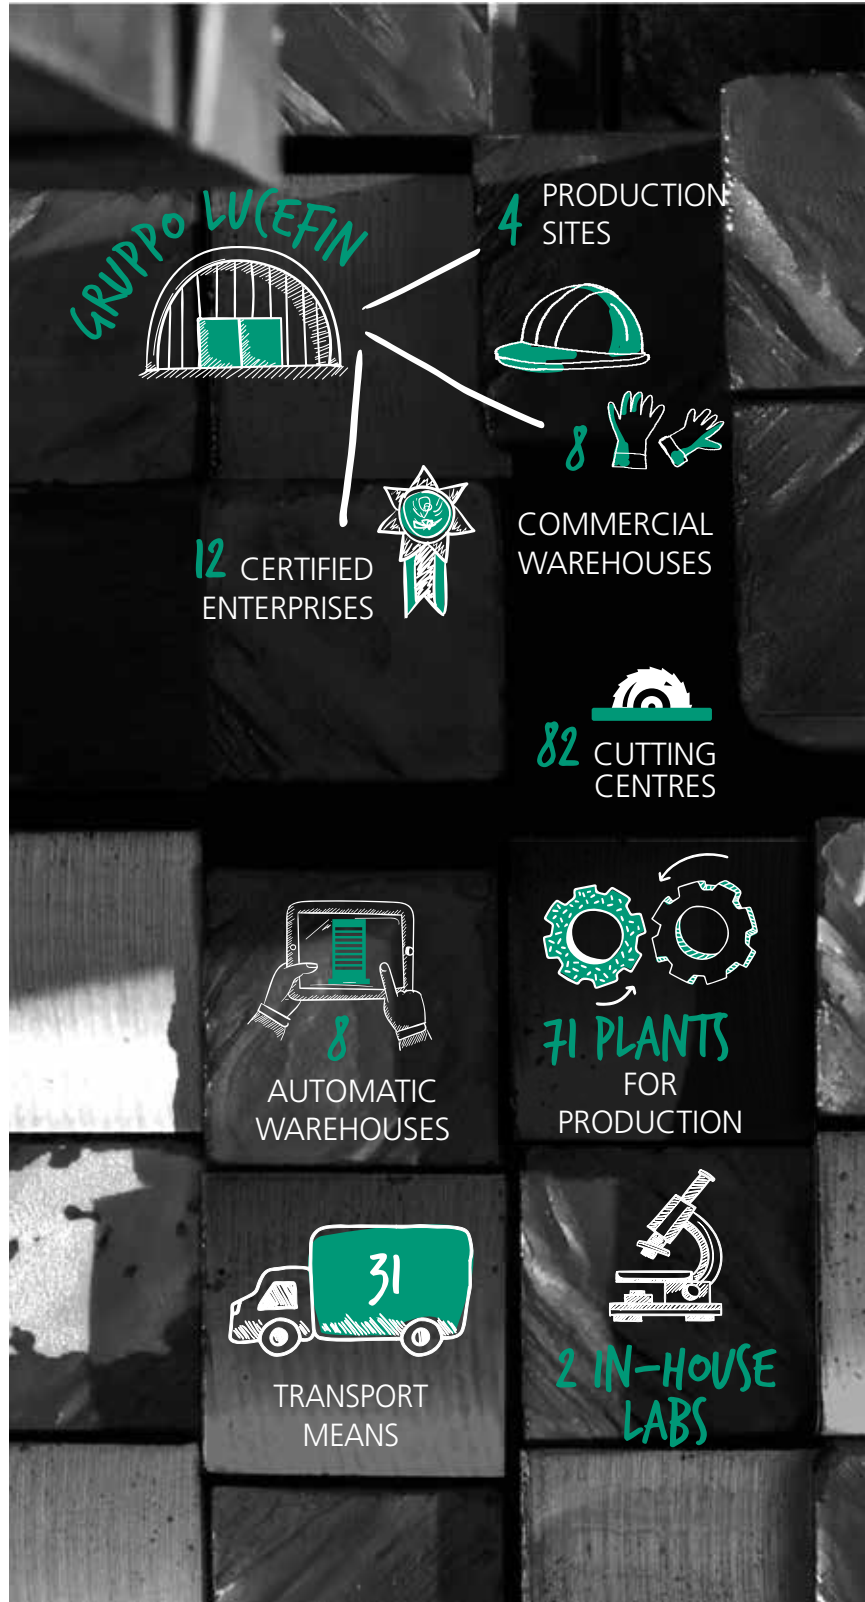 GRUPPO LUCEFIN
4 PRODUCTION
SITES
8
COMMERCIAL
WAREHOUSES
12 CERTIFIED
ENTERPRISES
82 CUTTING
CENTRES
8
AUTOMATIC
WAREHOUSES
71 PLANTS
FOR
PRODUCTION
31
TRANSPORT
MEANS
2 IN-HOUSE
LABS